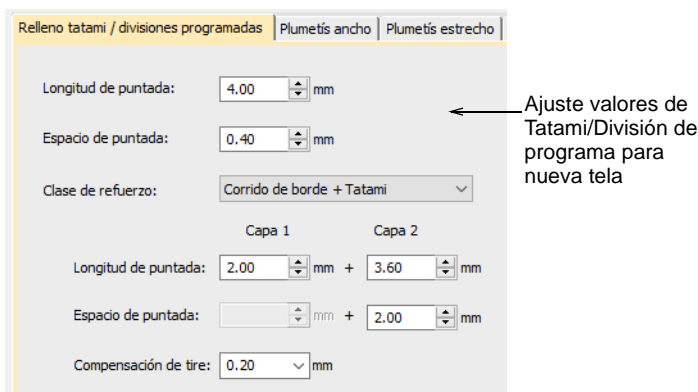 Relleno tatami / divisiones programadas Plumetís ancho Plumetís estrecho
Longitud de puntada: 4.00 mm
Espacio de puntada: 0.40 mm
Ajuste valores de
Tatami/División de
programa para
nueva tela
Clase de refuerzo: Corrido de borde + Tatami
Capa 1 Capa 2
Longitud de puntada: 2.00 mm + 3.60 mm
Espacio de puntada: mm + 2.00 mm
Compensación de tire: 0.20 mm